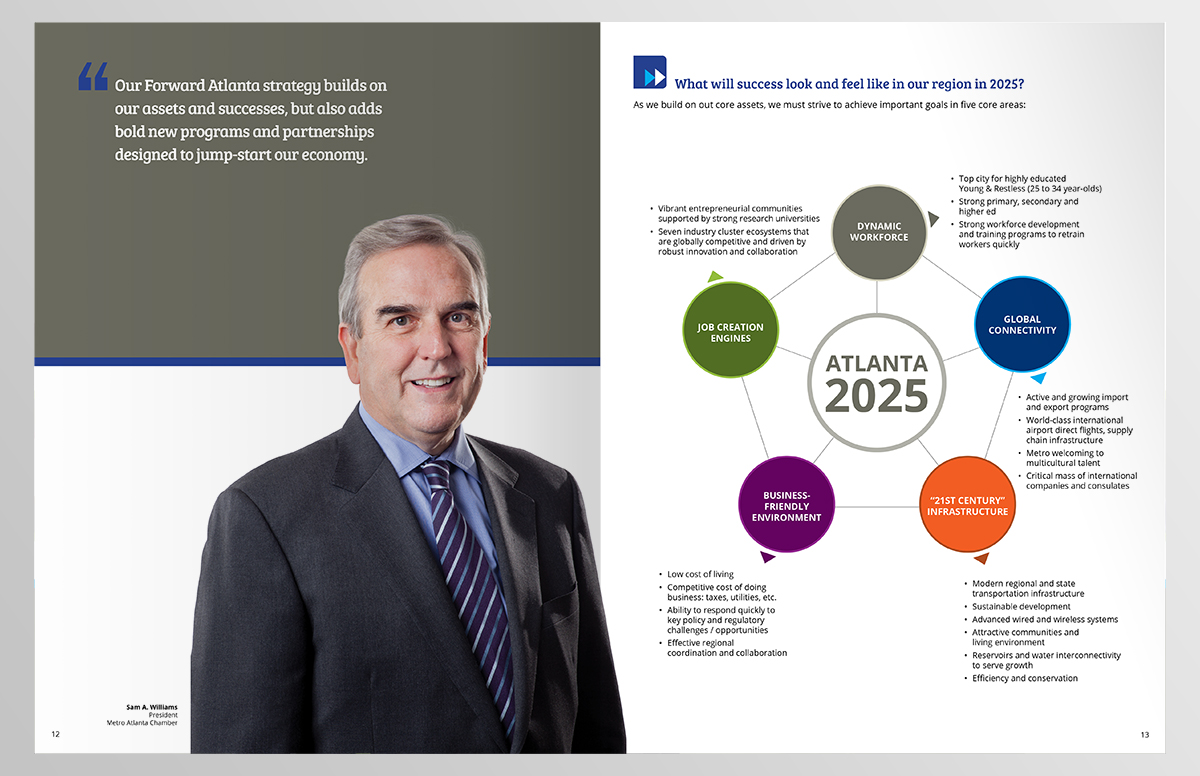 “
Our Forward Atlanta strategy builds on
our assets and successes, but also adds
bold new programs and partnerships
designed to jump-start our economy.
Sam A. Williams
President
Metro Atlanta Chamber
12
What will success look and feel like in our region in 2025?
As we build on out core assets, we must strive to achieve important goals in five core areas:
• Vibrant entrepreneurial communities
supported by strong research universities
• Seven industry cluster ecosystems that
are globally competitive and driven by
robust innovation and collaboration
DYNAMIC
WORKFORCE
• Top city for highly educated
Young & Restless (25 to 34 year-olds)
• Strong primary, secondary and
higher ed
• Strong workforce development
and training programs to retrain
workers quickly
JOB CREATION
ENGINES
GLOBAL
CONNECTIVITY
ATLANTA
2025
• Active and growing import
and export programs
• World-class international
airport direct flights, supply
chain infrastructure
• Metro welcoming to
multicultural talent
• Critical mass of international
companies and consulates
BUSINESS-
FRIENDLY
ENVIRONMENT
“21ST CENTURY”
INFRASTRUCTURE
• Low cost of living
• Competitive cost of doing
business: taxes, utilities, etc.
• Ability to respond quickly to
key policy and regulatory
challenges / opportunities
• Effective regional
coordination and collaboration
• Modern regional and state
transportation infrastructure
• Sustainable development
• Advanced wired and wireless systems
• Attractive communities and
living environment
• Reservoirs and water interconnectivity
to serve growth
• Efficiency and conservation
13